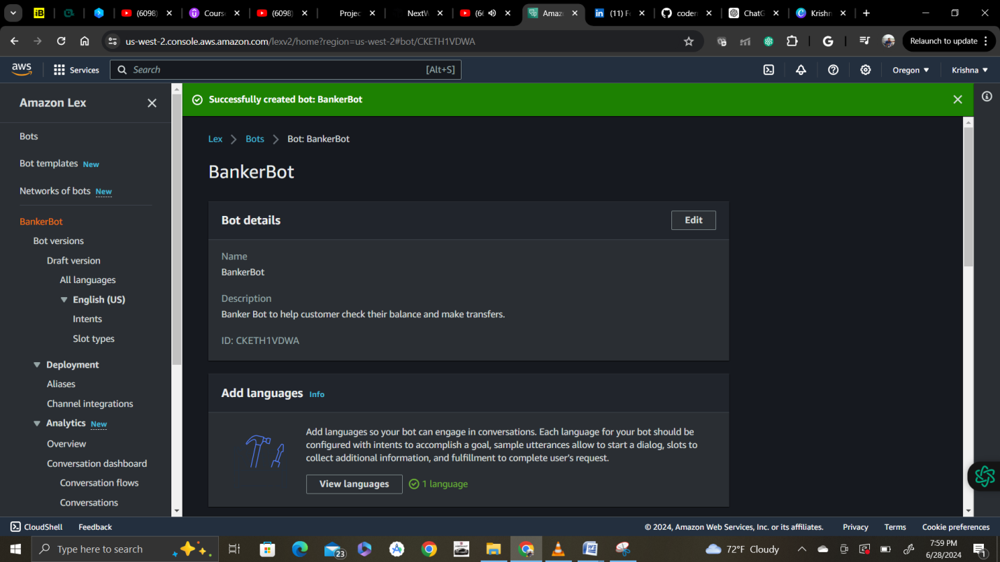 iB
(6098)
Course
(6098)
Projec
NextW
(6
Amaz
(11) Fe
coder
ChatG
Krishn
us-west-2.console.aws.amazon.com/lexv2/home?region=us-west-2#bot/CKETH1VDWA
G
Relaunch to update
aws
Services
Search
[Alt+S]
Oregon
Krishna
Amazon Lex
Bots
Bot templates New
Networks of bots New
BankerBot
Bot versions
Draft version
All languages
English (US)
Intents
Slot types
Deployment
Aliases
Channel integrations
Analytics New
Overview
Conversation dashboard
Conversation flows
Conversations
Successfully created bot: BankerBot
Lex
Bots
Bot: BankerBot
BankerBot
Bot details
Edit
Name
BankerBot
Description
Banker Bot to help customer check their balance and make transfers.
ID: CKETH1VDWA
Add languages Info
Add languages so your bot can engage in conversations. Each language for your bot should be
configured with intents to accomplish a goal, sample utterances allow to start a dialog, slots to
collect additional information, and fulfillment to complete user's request.
View languages
1 language
CloudShell
Feedback
© 2024, Amazon Web Services, Inc. or its affiliates.
Privacy
Terms
Cookie preferences
Type here to search
23
72°F Cloudy
7:59 PM
6/28/2024
1